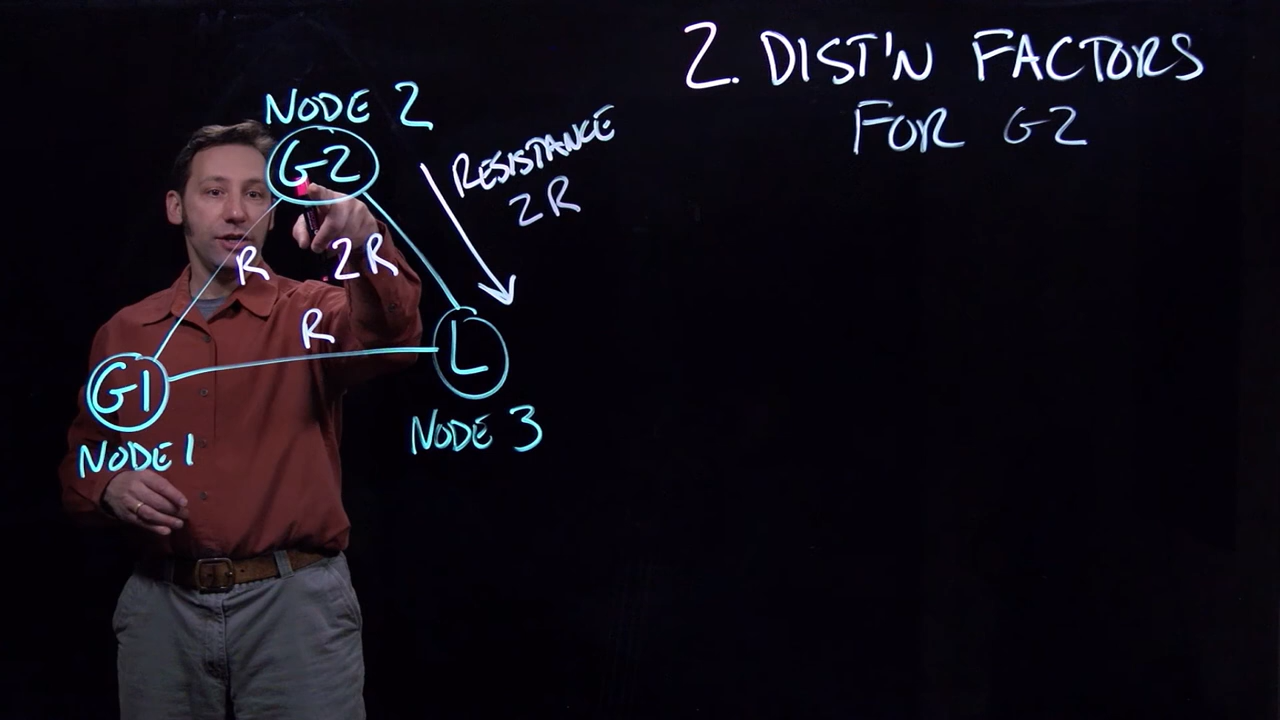 2. DIST'N FACTORS
FOR G2
NODE 2
G2
RESISTANCE
2R
R
2R
R
G1
L
NODE 1
NODE 3